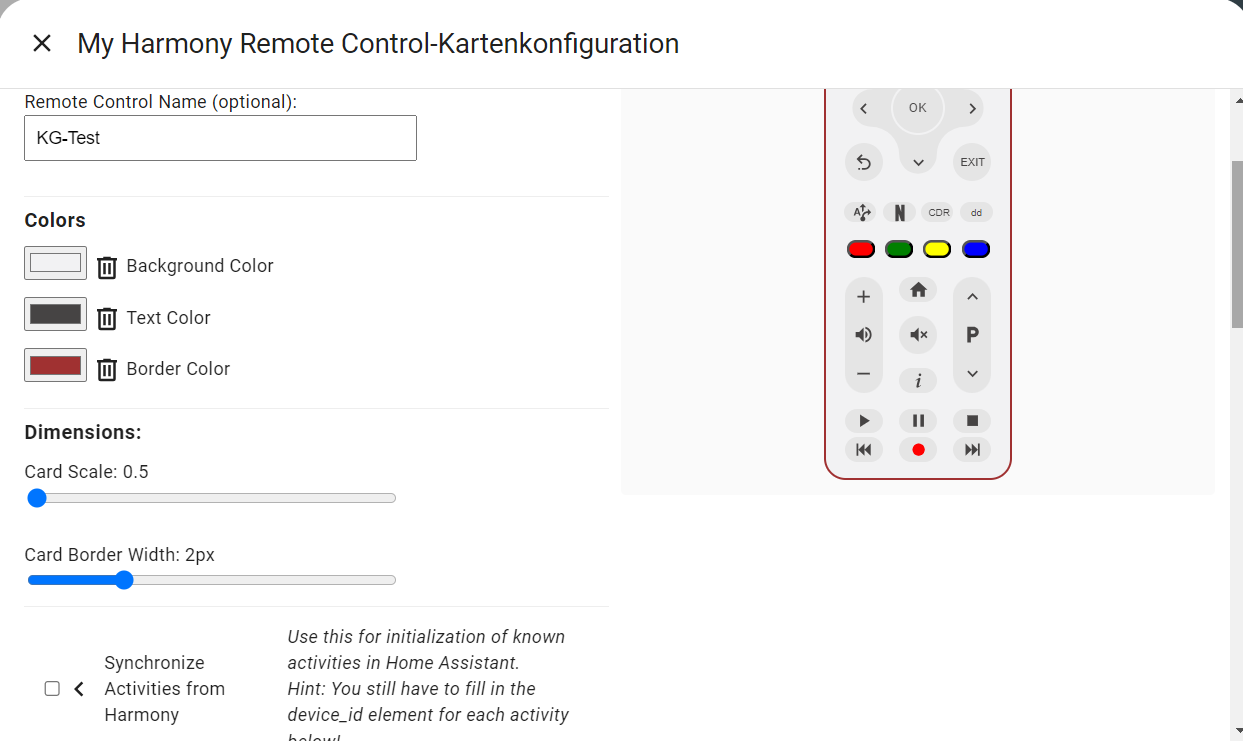 My Harmony Remote Control-Kartenkonfiguration
Remote Control Name (optional):
KG-Test
Colors
Background Color
Text Color
Border Color
Dimensions:
Card Scale: 0.5
Card Border Width: 2px
Synchronize
Activities from
Harmony
Use this for initialization of known
activities in Home Assistant.
Hint: You still have to fill in the
device_id element for each activity
below!
OK
EXIT
A
N
CDR
dd
P
i